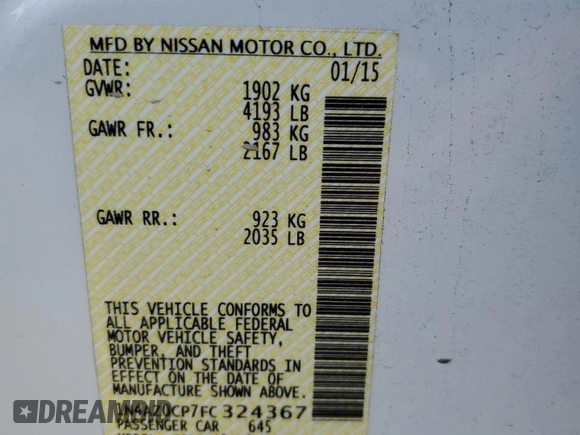 MFD BY NISSAN MOTOR CO., LTD.
DATE: 01/15
GVWR: 1902 KG
4193 LB
GAWR FR.: 983 KG
2167 LB
GAWR RR.: 923 KG
2035 LB
THIS VEHICLE CONFORMS TO
ALL APPLICABLE FEDERAL
MOTOR VEHICLE SAFETY,
BUMPER, AND THEFT
PREVENTION STANDARDS IN
EFFECT ON THE DATE OF
MANUFACTURE SHOWN ABOVE.
1N4AZ0CP7FC324367
PASSENGER CAR 645
DREAMBID